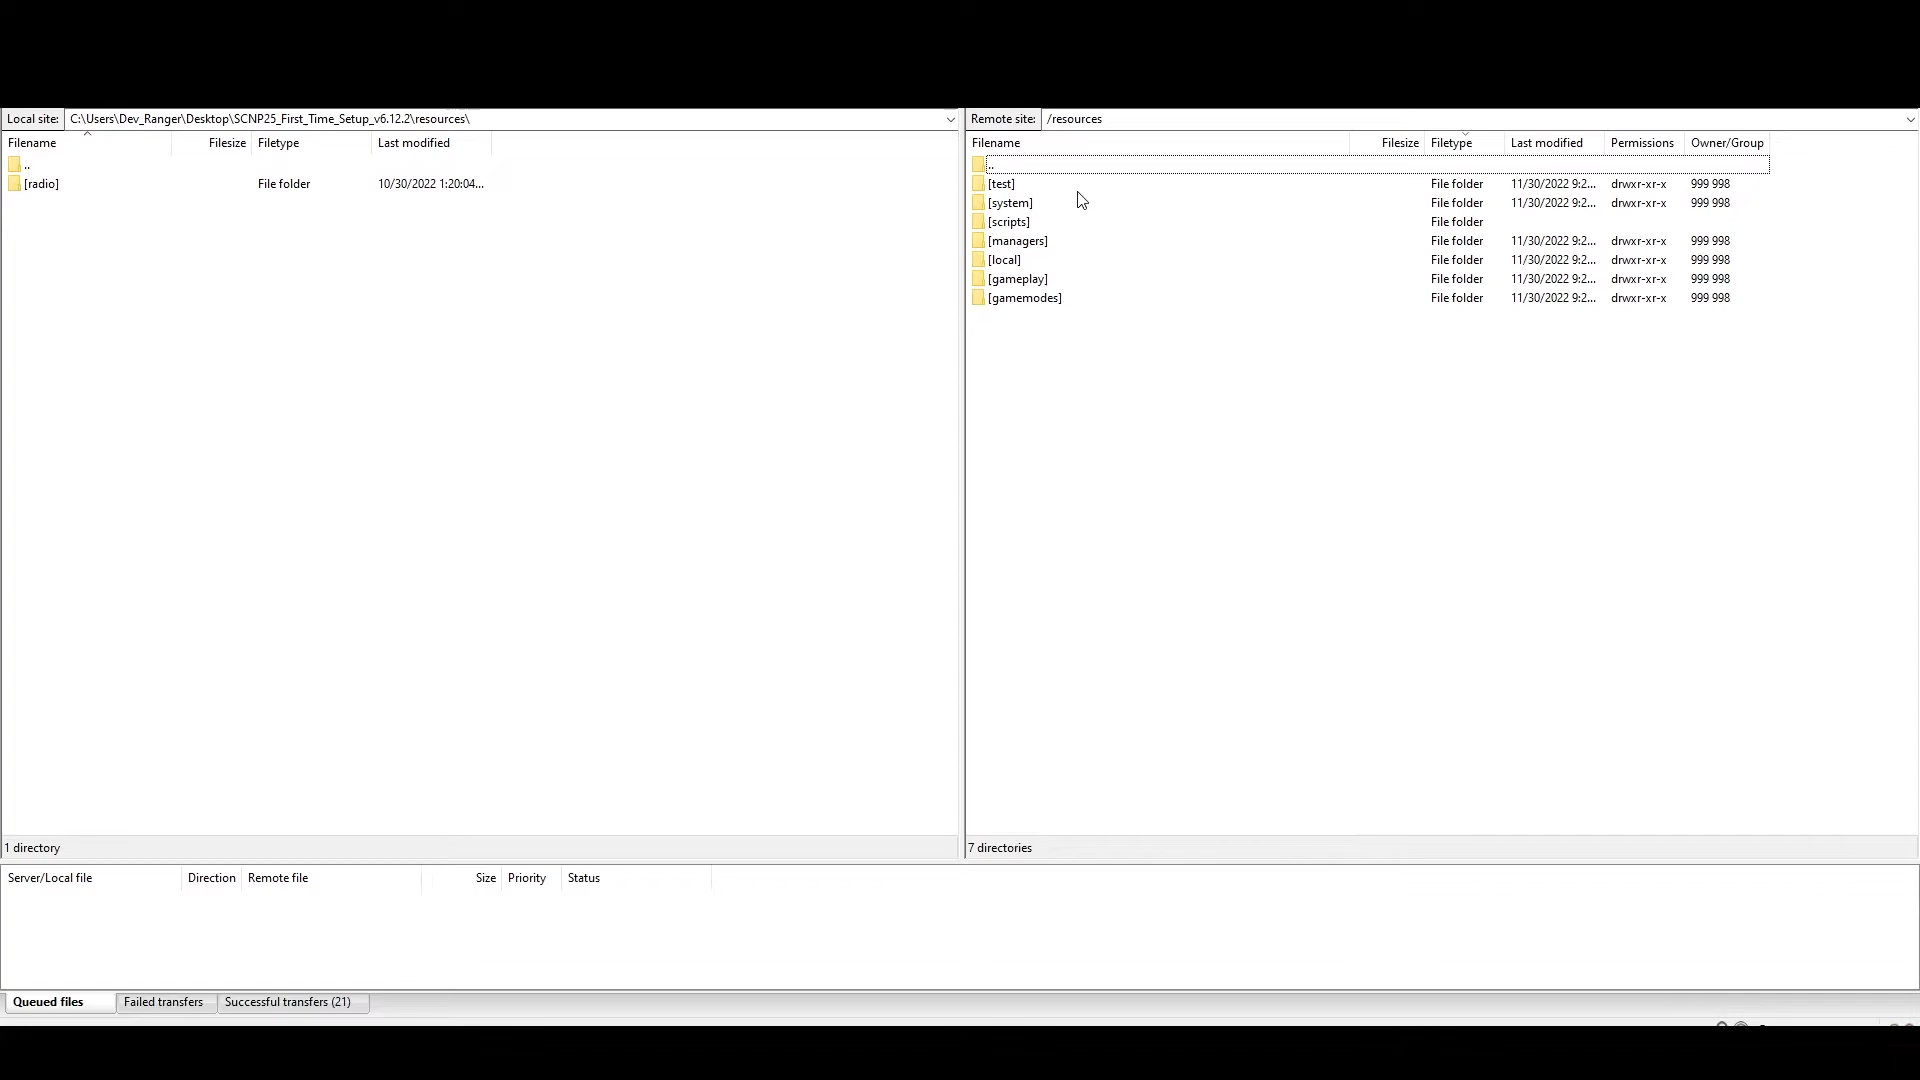 Local site: C:\Users\Dev_Ranger\Desktop\SCNP25_First_Time_Setup_v6.12.2\resources\
Filename Filesize Filetype Last modified
..
[radio] File folder 10/30/2022 1:20:04...
1 directory
Remote site: /resources
Filename Filesize Filetype Last modified Permissions Owner/Group
..
[test] File folder 11/30/2022 9:2... drwxr-xr-x 999 998
[system] File folder 11/30/2022 9:2... drwxr-xr-x 999 998
[scripts] File folder
[managers] File folder 11/30/2022 9:2... drwxr-xr-x 999 998
[local] File folder 11/30/2022 9:2... drwxr-xr-x 999 998
[gameplay] File folder 11/30/2022 9:2... drwxr-xr-x 999 998
[gamemodes] File folder 11/30/2022 9:2... drwxr-xr-x 999 998
7 directories
Server/Local file Direction Remote file Size Priority Status
Queued files Failed transfers Successful transfers (21)